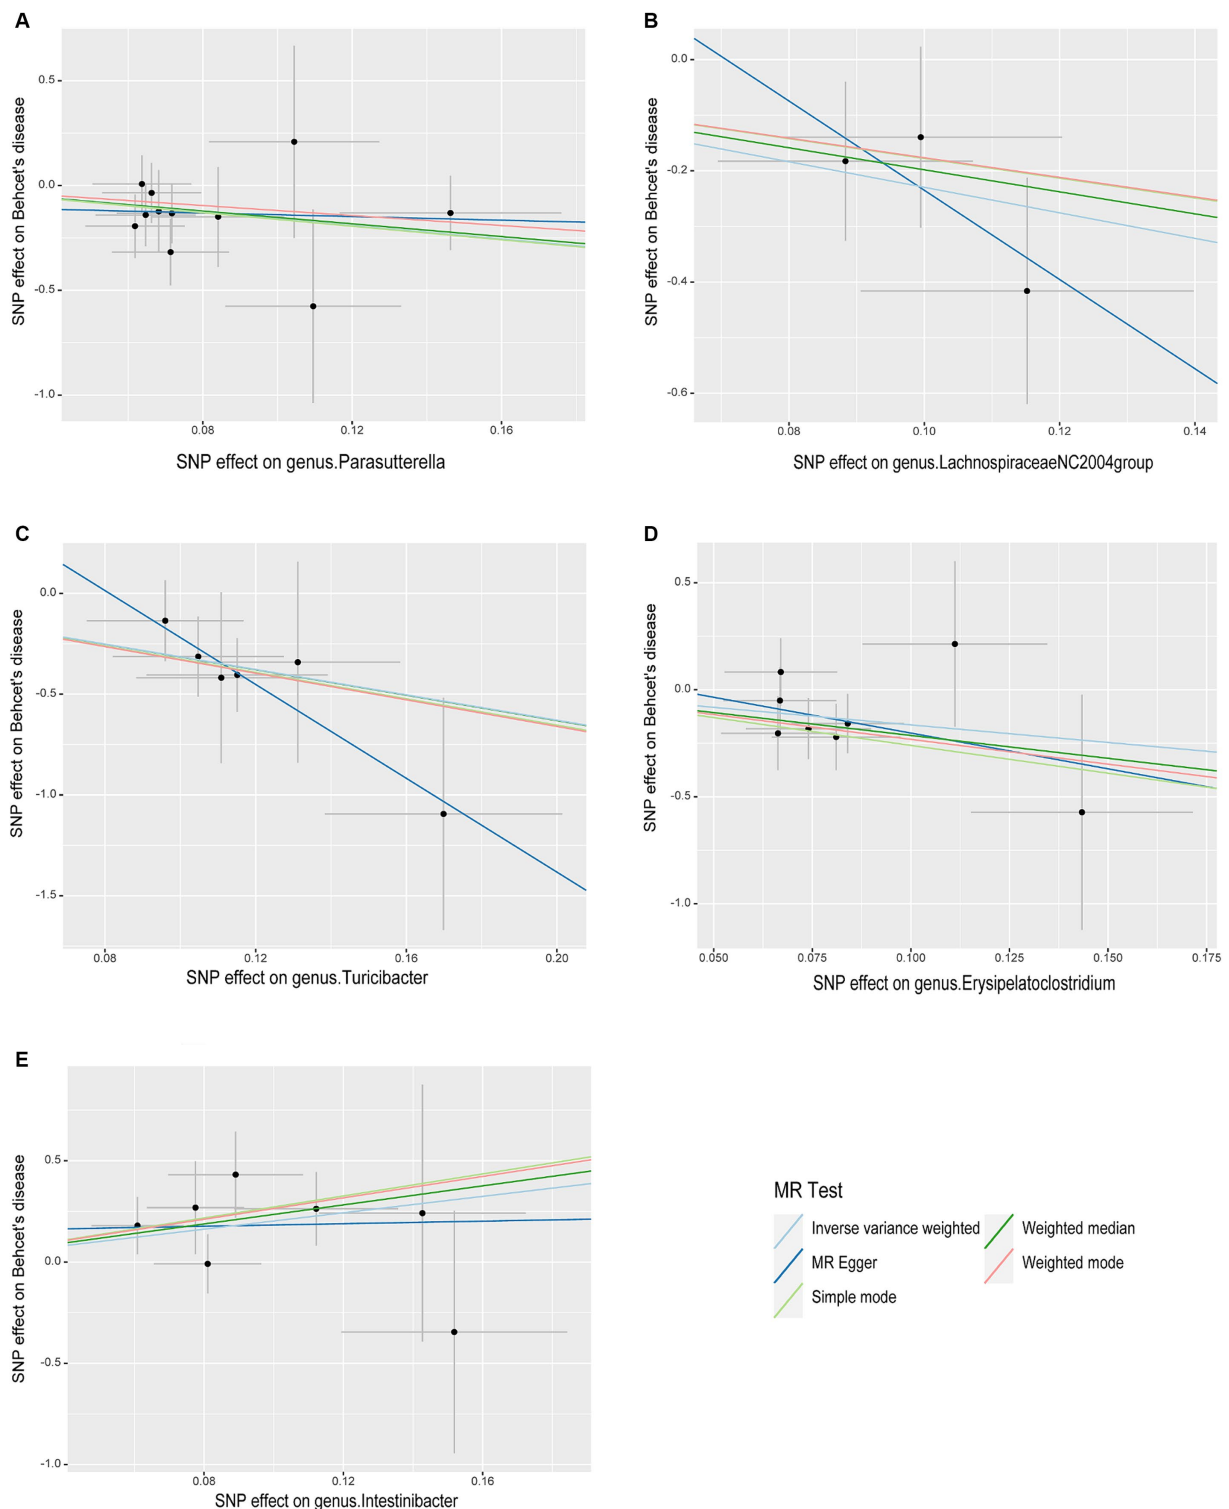 A
SNP effect on Behcet's disease
0.5
0.0
-0.5
-1.0
0.08 0.12 0.16
SNP effect on genus.Parasutterella
B
SNP effect on Behcet's disease
0.0
-0.2
-0.4
-0.6
0.08 0.10 0.12 0.14
SNP effect on genus.LachnospiraceaeNC2004group
C
SNP effect on Behcet's disease
0.0
-0.5
-1.0
-1.5
0.08 0.12 0.16 0.20
SNP effect on genus.Turicibacter
D
SNP effect on Behcet's disease
0.5
0.0
-0.5
-1.0
0.050 0.075 0.100 0.125 0.150 0.175
SNP effect on genus.Erysipelatoclostridium
E
SNP effect on Behcet's disease
0.5
0.0
-0.5
-1.0
0.08 0.12 0.16
SNP effect on genus.Intestinibacter
MR Test
Inverse variance weighted
MR Egger
Simple mode
Weighted median
Weighted mode